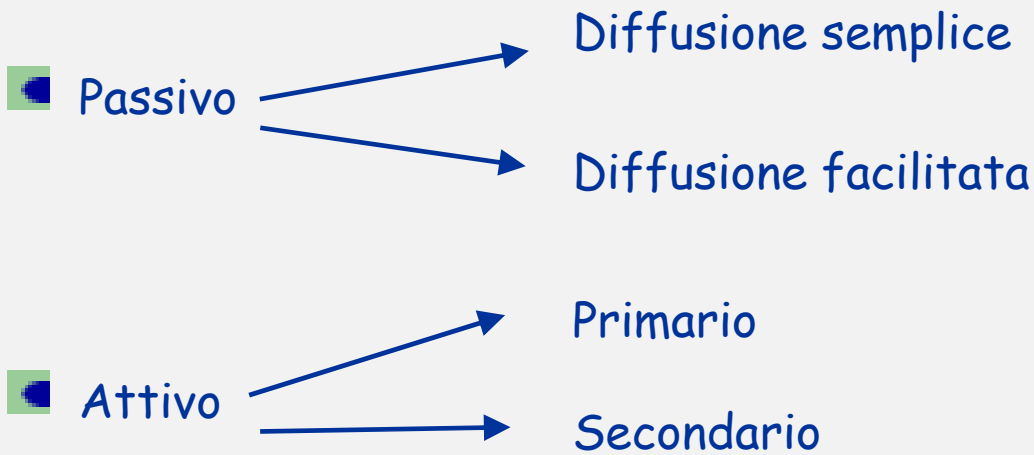 Diffusione semplice
Passivo
Diffusione facilitata
Primario
Attivo
Secondario